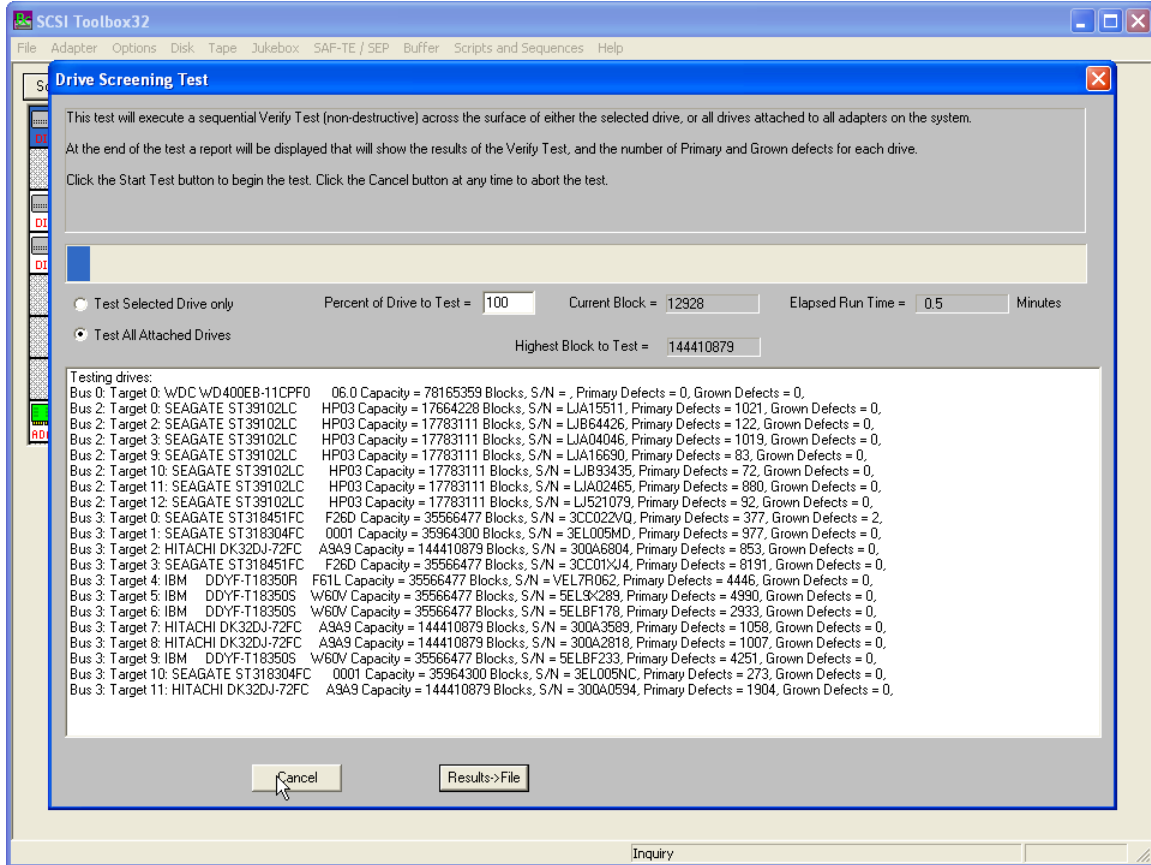 SCSI Toolbox32
File Adapter Options Disk Tape Jukebox SAF-TE / SEP Buffer Scripts and Sequences Help
Drive Screening Test
This test will execute a sequential Verify Test (non-destructive) across the surface of either the selected drive, or all drives attached to all adapters on the system.
At the end of the test a report will be displayed that will show the results of the Verify Test, and the number of Primary and Grown defects for each drive.
Click the Start Test button to begin the test. Click the Cancel button at any time to abort the test.
Test Selected Drive only Percent of Drive to Test = 100 Current Block = 12928 Elapsed Run Time = 0.5 Minutes
Test All Attached Drives
Highest Block to Test = 144410879
Testing drives:
Bus 0: Target 0: WDC WD400EB-11CPF0 06.0 Capacity = 78165359 Blocks, S/N = , Primary Defects = 0, Grown Defects = 0,
Bus 2: Target 0: SEAGATE ST39102LC HP03 Capacity = 17664228 Blocks, S/N = LJA15511, Primary Defects = 1021, Grown Defects = 0,
Bus 2: Target 2: SEAGATE ST39102LC HP03 Capacity = 17783111 Blocks, S/N = LJB64426, Primary Defects = 122, Grown Defects = 0,
Bus 2: Target 3: SEAGATE ST39102LC HP03 Capacity = 17783111 Blocks, S/N = LJA04046, Primary Defects = 1019, Grown Defects = 0,
Bus 2: Target 9: SEAGATE ST39102LC HP03 Capacity = 17783111 Blocks, S/N = LJA16690, Primary Defects = 83, Grown Defects = 0,
Bus 2: Target 10: SEAGATE ST39102LC HP03 Capacity = 17783111 Blocks, S/N = LJB93435, Primary Defects = 72, Grown Defects = 0,
Bus 2: Target 11: SEAGATE ST39102LC HP03 Capacity = 17783111 Blocks, S/N = LJA02465, Primary Defects = 880, Grown Defects = 0,
Bus 2: Target 12: SEAGATE ST39102LC HP03 Capacity = 17783111 Blocks, S/N = LJ521079, Primary Defects = 92, Grown Defects = 0,
Bus 3: Target 0: SEAGATE ST318451FC F26D Capacity = 35566477 Blocks, S/N = 3CC022VQ, Primary Defects = 377, Grown Defects = 2,
Bus 3: Target 1: SEAGATE ST318304FC 0001 Capacity = 35964300 Blocks, S/N = 3EL005MD, Primary Defects = 977, Grown Defects = 0,
Bus 3: Target 2: HITACHI DK32DJ-72FC A9A9 Capacity = 144410879 Blocks, S/N = 300A6804, Primary Defects = 853, Grown Defects = 0,
Bus 3: Target 3: SEAGATE ST318451FC F26D Capacity = 35566477 Blocks, S/N = 3CC01XJ4, Primary Defects = 8191, Grown Defects = 0,
Bus 3: Target 4: IBM DDYF-T18350R F61L Capacity = 35566477 Blocks, S/N = VEL7R062, Primary Defects = 4446, Grown Defects = 0,
Bus 3: Target 5: IBM DDYF-T18350S W60V Capacity = 35566477 Blocks, S/N = 5EL9X289, Primary Defects = 4990, Grown Defects = 0,
Bus 3: Target 6: IBM DDYF-T18350S W60V Capacity = 35566477 Blocks, S/N = 5ELBF178, Primary Defects = 2933, Grown Defects = 0,
Bus 3: Target 7: HITACHI DK32DJ-72FC A9A9 Capacity = 144410879 Blocks, S/N = 300A3589, Primary Defects = 1058, Grown Defects = 0,
Bus 3: Target 8: HITACHI DK32DJ-72FC A9A9 Capacity = 144410879 Blocks, S/N = 300A2818, Primary Defects = 1007, Grown Defects = 0,
Bus 3: Target 9: IBM DDYF-T18350S W60V Capacity = 35566477 Blocks, S/N = 5ELBF233, Primary Defects = 4251, Grown Defects = 0,
Bus 3: Target 10: SEAGATE ST318304FC 0001 Capacity = 35964300 Blocks, S/N = 3EL005NC, Primary Defects = 273, Grown Defects = 0,
Bus 3: Target 11: HITACHI DK32DJ-72FC A9A9 Capacity = 144410879 Blocks, S/N = 300A0594, Primary Defects = 1904, Grown Defects = 0,
Cancel Results->File
Inquiry